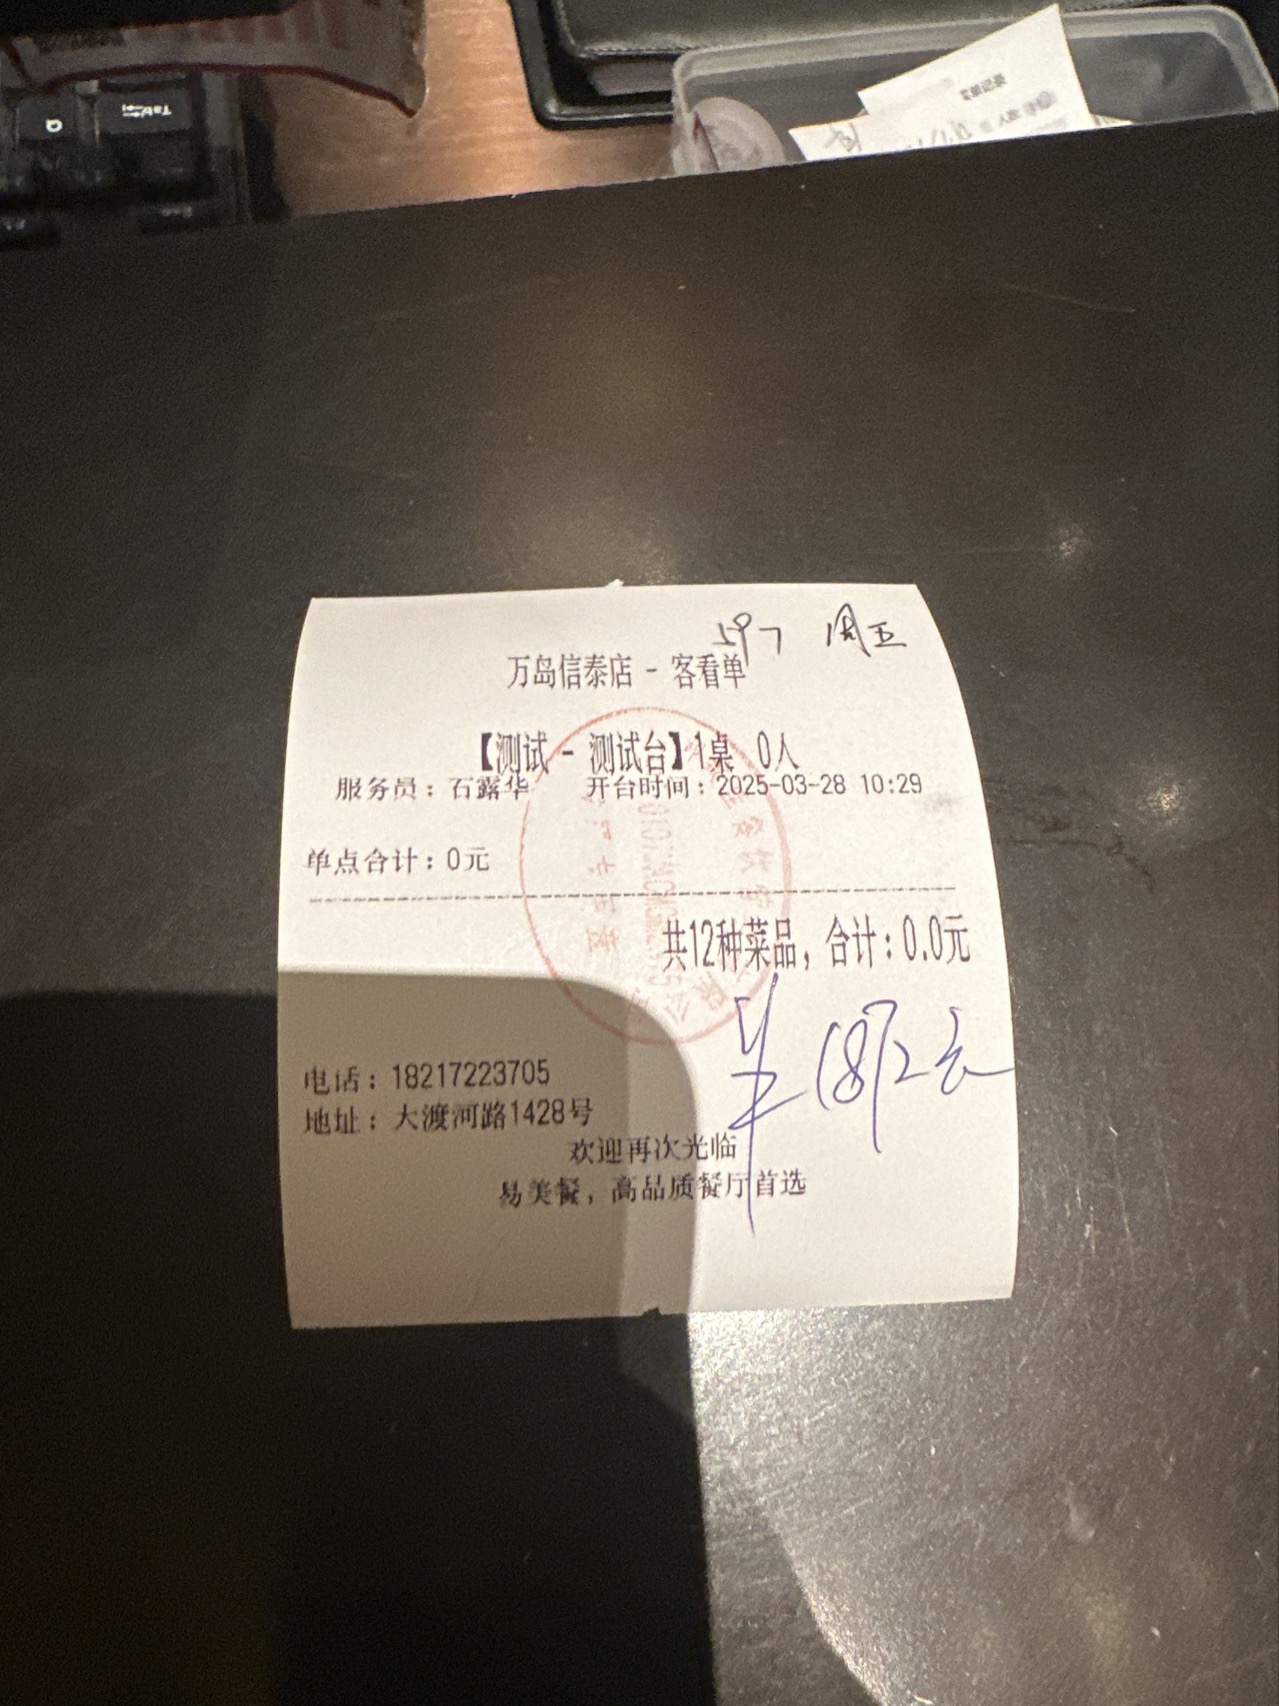 597 周五
万岛信泰店 - 客看单
【测试 - 测试台】1桌 0人
服务员：石露华 开台时间：2025-03-28 10:29
单点合计：0元
共12种菜品，合计：0.0元
电话：18217223705
地址：大渡河路1428号
欢迎再次光临
易美餐，高品质餐厅首选
Q
Tab